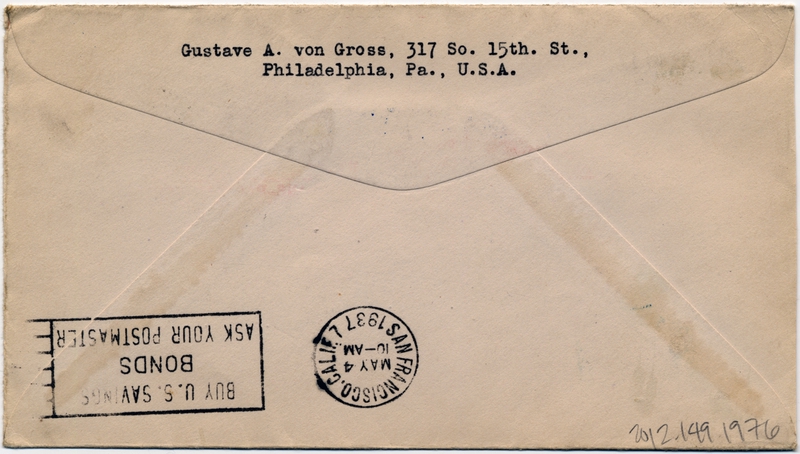 Gustave A. von Gross, 317 So. 15th. St.,
Philadelphia, Pa., U.S.A.
BUY U.S. SAVINGS
BONDS
ASK YOUR POSTMASTER
SAN FRANCISCO, CALIF. 7
MAY 4
10-AM
1937
2012.149.1976